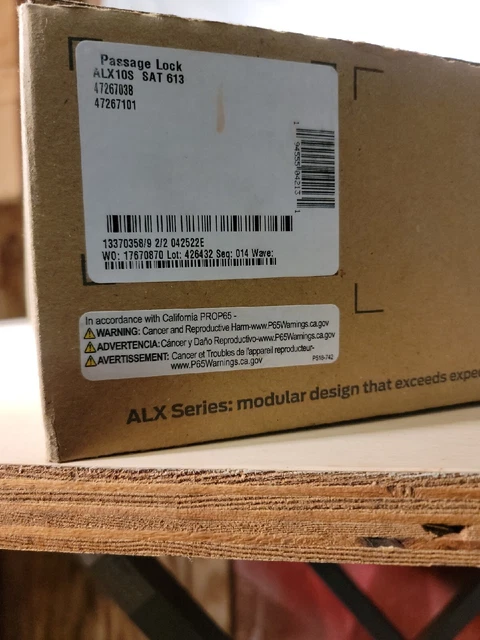 Passage Lock
ALX10S SAT 613
47267038
47267101
13370358/9 2/2 042522E
WO: 17670870 Lot: 426432 Seq: 014 Wave:
In accordance with California PROP65 -
WARNING: Cancer and Reproductive Harm-www.P65Warnings.ca.gov
ADVERTENCIA: Cáncer y Daño Reproductivo-www.P65Warnings.ca.gov
AVERTISSEMENT: Cancer et Troubles de l'appareil reproducteur-
www.P65Warnings.ca.gov
P516-742
ALX Series: modular design that exceeds